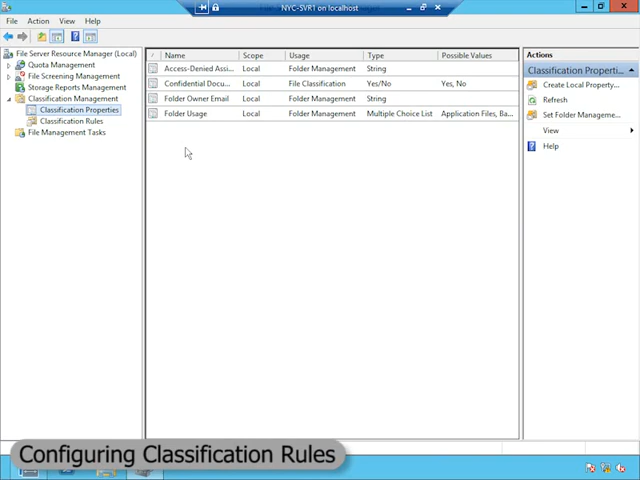 NYC-SVR1 on localhost
File Action View Help
File Server Resource Manager (Local)
Quota Management
File Screening Management
Storage Reports Management
Classification Management
Classification Properties
Classification Rules
File Management Tasks
Name Scope Usage Type Possible Values
Access-Denied Assi... Local Folder Management String
Confidential Docu... Local File Classification Yes/No Yes, No
Folder Owner Email Local Folder Management String
Folder Usage Local Folder Management Multiple Choice List Application Files, Ba...
Actions
Classification Properti...
Create Local Property...
Refresh
Set Folder Manageme...
View
Help
Configuring Classification Rules